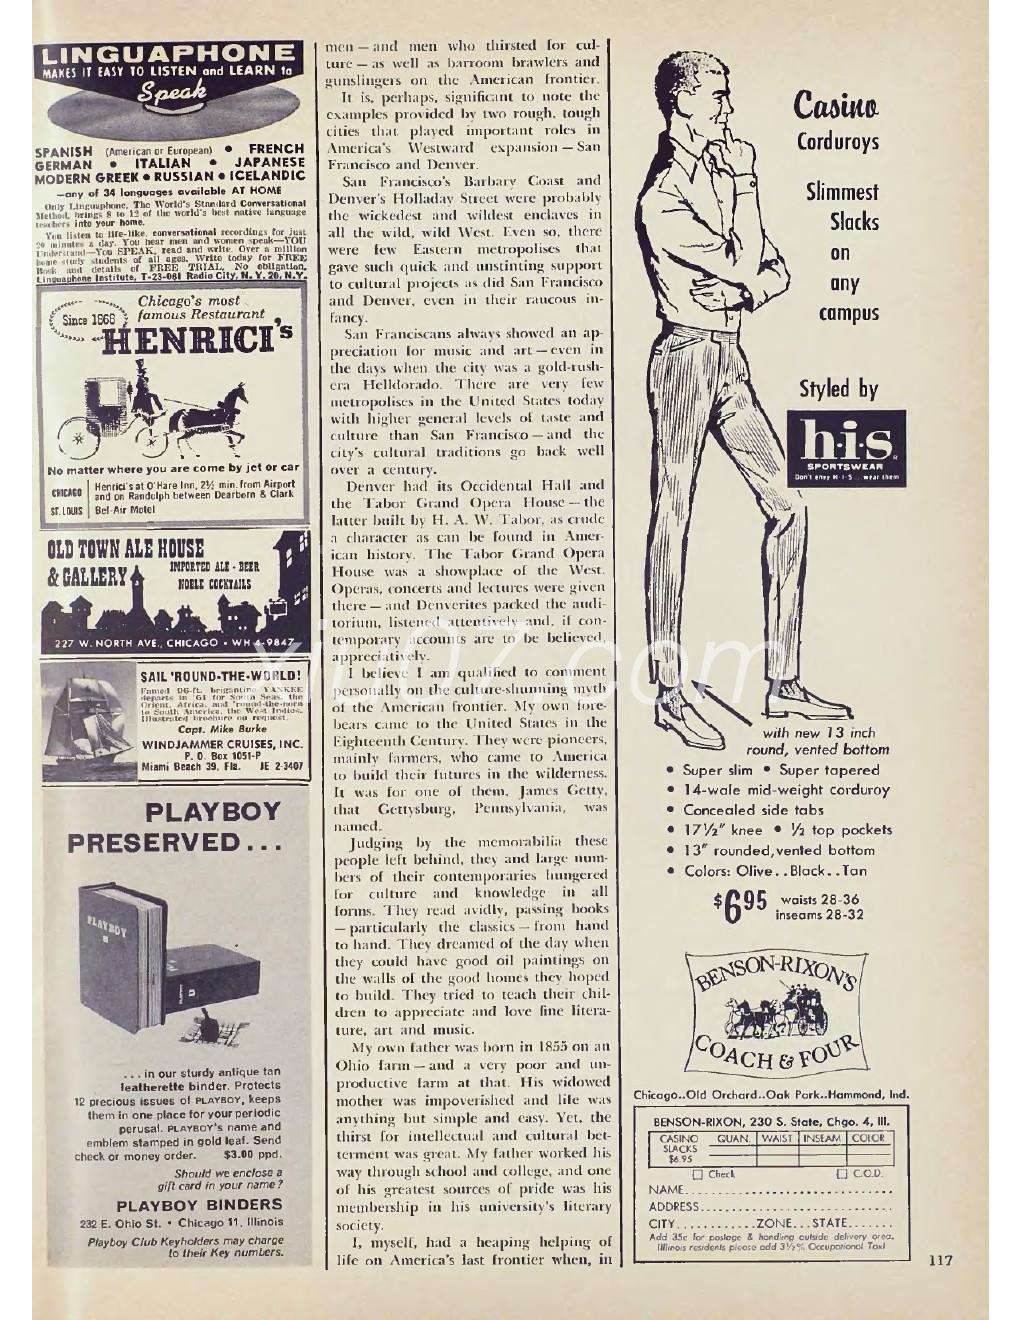 LINGUAPHONE
MAKES IT EASY TO LISTEN and LEARN to
Speak
SPANISH (American or European) • FRENCH
GERMAN • ITALIAN • JAPANESE
MODERN GREEK • RUSSIAN • ICELANDIC
—any of 34 languages available AT HOME
Only Linguaphone, The World's Standard Conversational
Method, brings 8 to 12 of the world's best native language
teachers into your home.
You listen to life-like, conversational recordings for just
20 minutes a day. You hear men and women speak—YOU
Understand—You SPEAK, read and write. Over a million
home-study students of all ages. Write today for FREE
Book and details of FREE TRIAL, No obligation.
Linguaphone Institute, T-23-081 Radio City, N. Y. 20, N.Y.
Chicago's most
famous Restaurant
Since 1868
HENRICI's
No matter where you are come by jet or car
CHICAGO
Henrici's at O'Hare Inn, 2½ min. from Airport
and on Randolph between Dearborn & Clark
ST. LOUIS
Bel-Air Motel
OLD TOWN ALE HOUSE
& GALLERY
IMPORTED ALE - BEER
NOBLE COCKTAILS
227 W. NORTH AVE., CHICAGO • WH 4-9847
SAIL 'ROUND-THE-WORLD!
Famed 96-ft. brigantine YANKEE
departs in '61 for South Seas, the
Orient, Africa, and 'round-the-horn
to South America, the West Indies.
Illustrated brochure on request.
Capt. Mike Burke
WINDJAMMER CRUISES, INC.
P. O. Box 1051-P
Miami Beach 39, Fla. JE 2-3407
PLAYBOY
PRESERVED . . .
PLAYBOY
. . . in our sturdy antique tan
leatherette binder. Protects
12 precious issues of PLAYBOY, keeps
them in one place for your periodic
perusal. PLAYBOY's name and
emblem stamped in gold leaf. Send
check or money order. $3.00 ppd.
Should we enclose a
gift card in your name?
PLAYBOY BINDERS
232 E. Ohio St. • Chicago 11, Illinois
Playboy Club Keyholders may charge
to their Key numbers.
men — and men who thirsted for cul-
ture — as well as barroom brawlers and
gunslingers on the American frontier.
It is, perhaps, significant to note the
examples provided by two rough, tough
cities that played important roles in
America's Westward expansion — San
Francisco and Denver.
San Francisco's Barbary Coast and
Denver's Holladay Street were probably
the wickedest and wildest enclaves in
all the wild, wild West. Even so, there
were few Eastern metropolises that
gave such quick and unstinting support
to cultural projects as did San Francisco
and Denver, even in their raucous in-
fancy.
San Franciscans always showed an ap-
preciation for music and art — even in
the days when the city was a gold-rush-
era Helldorado. There are very few
metropolises in the United States today
with higher general levels of taste and
culture than San Francisco — and the
city's cultural traditions go back well
over a century.
Denver had its Occidental Hall and
the Tabor Grand Opera House — the
latter built by H. A. W. Tabor, as crude
a character as can be found in Amer-
ican history. The Tabor Grand Opera
House was a showplace of the West.
Operas, concerts and lectures were given
there — and Denverites packed the audi-
torium, listened attentively and, if con-
temporary accounts are to be believed,
appreciatively.
I believe I am qualified to comment
personally on the culture-shunning myth
of the American frontier. My own fore-
bears came to the United States in the
Eighteenth Century. They were pioneers,
mainly farmers, who came to America
to build their futures in the wilderness.
It was for one of them, James Getty,
that Gettysburg, Pennsylvania, was
named.
Judging by the memorabilia these
people left behind, they and large num-
bers of their contemporaries hungered
for culture and knowledge in all
forms. They read avidly, passing books
— particularly the classics — from hand
to hand. They dreamed of the day when
they could have good oil paintings on
the walls of the good homes they hoped
to build. They tried to teach their chil-
dren to appreciate and love fine litera-
ture, art and music.
My own father was born in 1855 on an
Ohio farm — and a very poor and un-
productive farm at that. His widowed
mother was impoverished and life was
anything but simple and easy. Yet, the
thirst for intellectual and cultural bet-
terment was great. My father worked his
way through school and college, and one
of his greatest sources of pride was his
membership in his university's literary
society.
I, myself, had a heaping helping of
life on America's last frontier when, in
Casino
Corduroys
Slimmest
Slacks
on
any
campus
Styled by
h·i·s
SPORTSWEAR
Don't envy H-I-S... wear them
with new 13 inch
round, vented bottom
• Super slim • Super tapered
• 14-wale mid-weight corduroy
• Concealed side tabs
• 17½" knee • ½ top pockets
• 13" rounded, vented bottom
• Colors: Olive . . Black . . Tan
$6.95 waists 28-36
inseams 28-32
BENSON-RIXON'S
COACH & FOUR
Chicago..Old Orchard..Oak Park..Hammond, Ind.
BENSON-RIXON, 230 S. State, Chgo. 4, Ill.
CASINO SLACKS $6.95 QUAN. WAIST INSEAM COLOR
Check C.O.D.
NAME
ADDRESS
CITY ZONE STATE
Add 35c for postage & handling outside delivery area.
Illinois residents please add 3½% Occupational Tax!
117